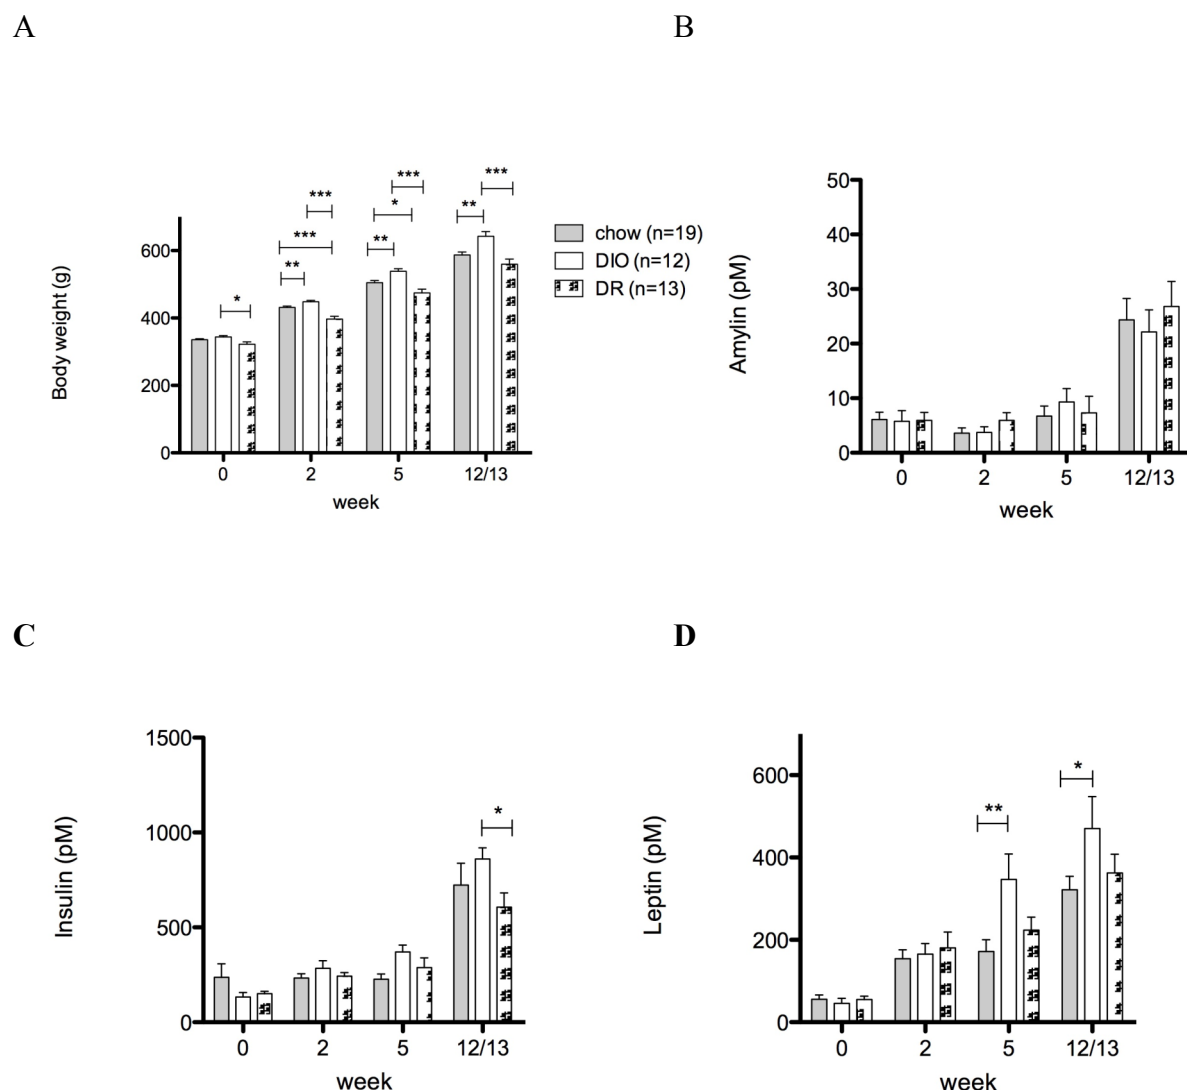 A
B
***
***
***
***
*
**
***
**
**
*
600
400
200
0
Body weight (g)
0 2 5 12/13
week
chow (n=19)
DIO (n=12)
DR (n=13)
50
40
30
20
10
0
Amylin (pM)
0 2 5 12/13
week
C
D
1500
1000
500
0
Insulin (pM)
*
0 2 5 12/13
week
600
400
200
0
Leptin (pM)
**
*
0 2 5 12/13
week